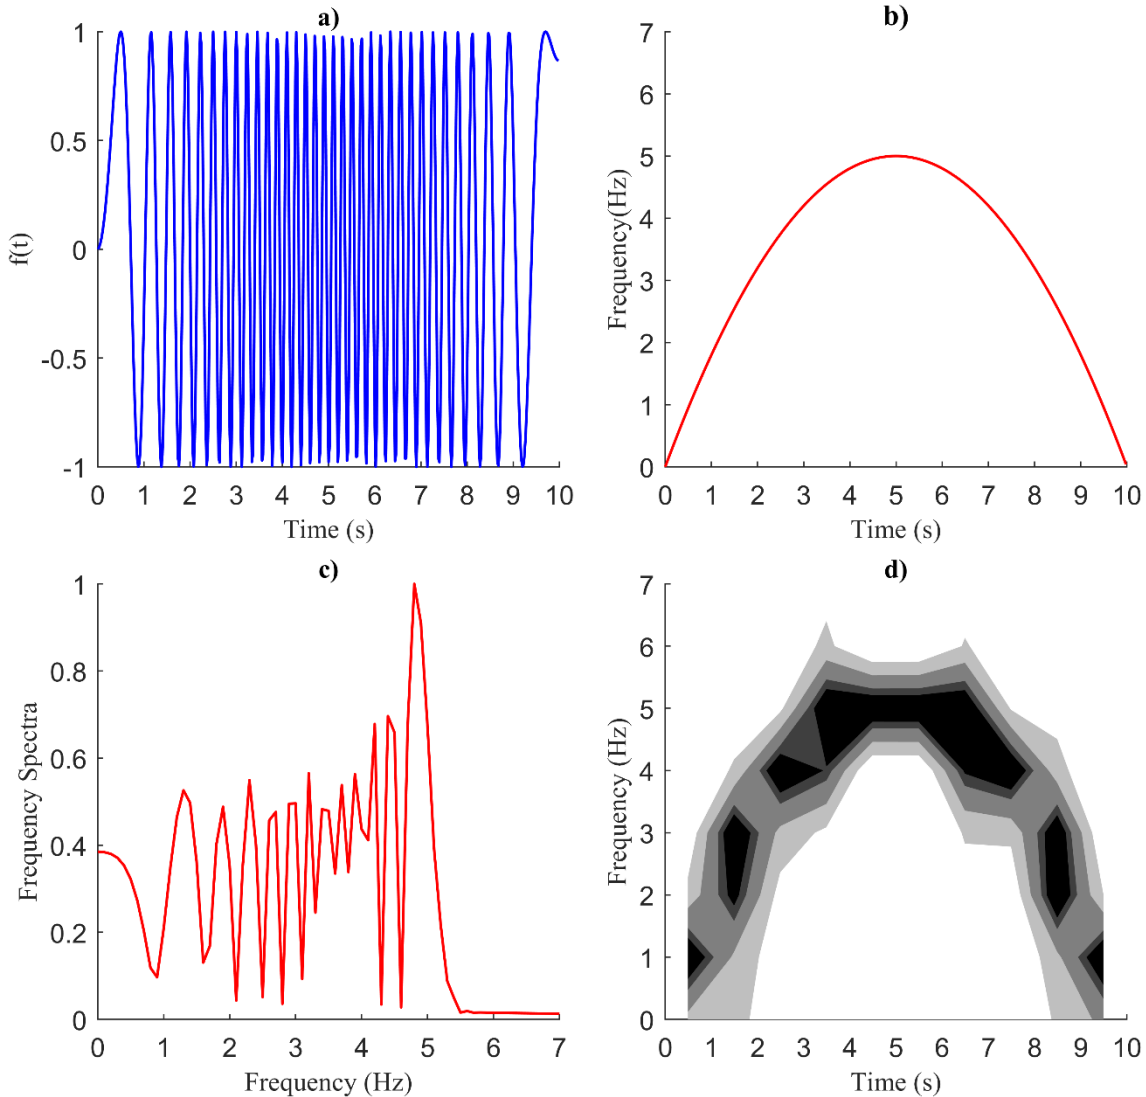 a)
1
0.5
0
-0.5
-1
f(t)
0 1 2 3 4 5 6 7 8 9 10
Time (s)
b)
7
6
5
4
3
2
1
0
Frequency(Hz)
0 1 2 3 4 5 6 7 8 9 10
Time (s)
c)
1
0.8
0.6
0.4
0.2
0
Frequency Spectra
0 1 2 3 4 5 6 7
Frequency (Hz)
d)
7
6
5
4
3
2
1
0
Frequency (Hz)
0 1 2 3 4 5 6 7 8 9 10
Time (s)